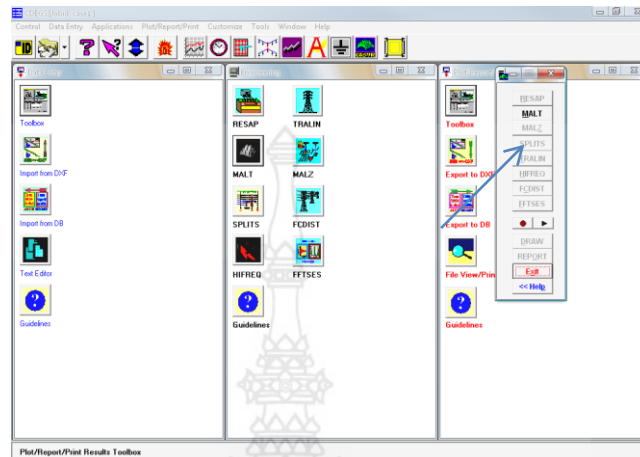 Control Data Entry Applications Plot/Report/Print Customize Tools Window Help
ID
Toolbox
Import from DXF
Import from DB
Text Editor
Guidelines
RESAP TRALIN
MALT MALZ
SPLITS FCDIST
HIFREQ FFTSES
Guidelines
Toolbox
Export to DXF
Export to DB
File View/Prin
Guidelines
RESAP
MALT
MALZ
SPLITS
TRALIN
HIFREQ
FCDIST
FFTSES
DRAW
REPORT
Exit
<< Help
Plot/Report/Print Results Toolbox